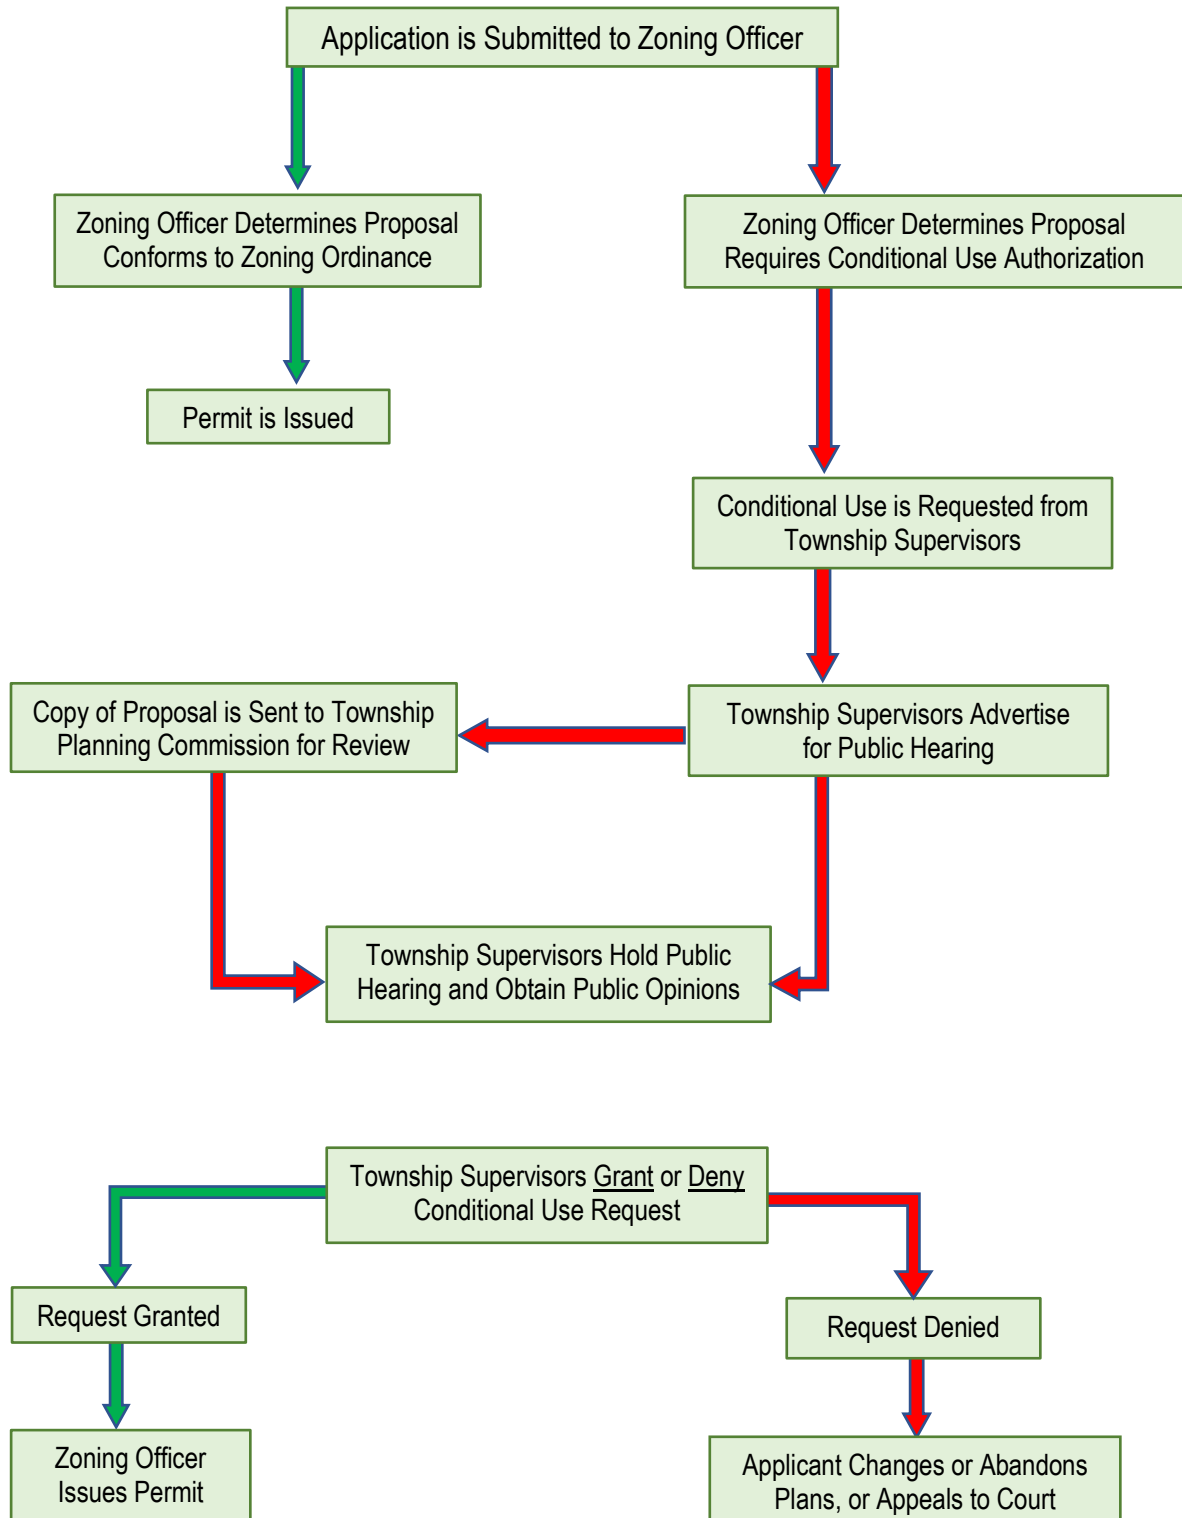 Application is Submitted to Zoning Officer
Zoning Officer Determines Proposal
Conforms to Zoning Ordinance
Zoning Officer Determines Proposal
Requires Conditional Use Authorization
Permit is Issued
Conditional Use is Requested from
Township Supervisors
Copy of Proposal is Sent to Township
Planning Commission for Review
Township Supervisors Advertise
for Public Hearing
Township Supervisors Hold Public
Hearing and Obtain Public Opinions
Township Supervisors Grant or Deny
Conditional Use Request
Request Granted
Request Denied
Zoning Officer
Issues Permit
Applicant Changes or Abandons
Plans, or Appeals to Court